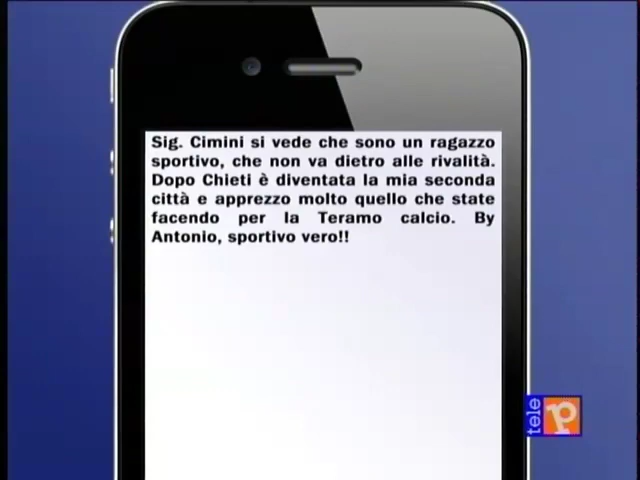 Sig. Cimini si vede che sono un ragazzo
sportivo, che non va dietro alle rivalità.
Dopo Chieti è diventata la mia seconda
città e apprezzo molto quello che state
facendo per la Teramo calcio. By
Antonio, sportivo vero!!
tele p